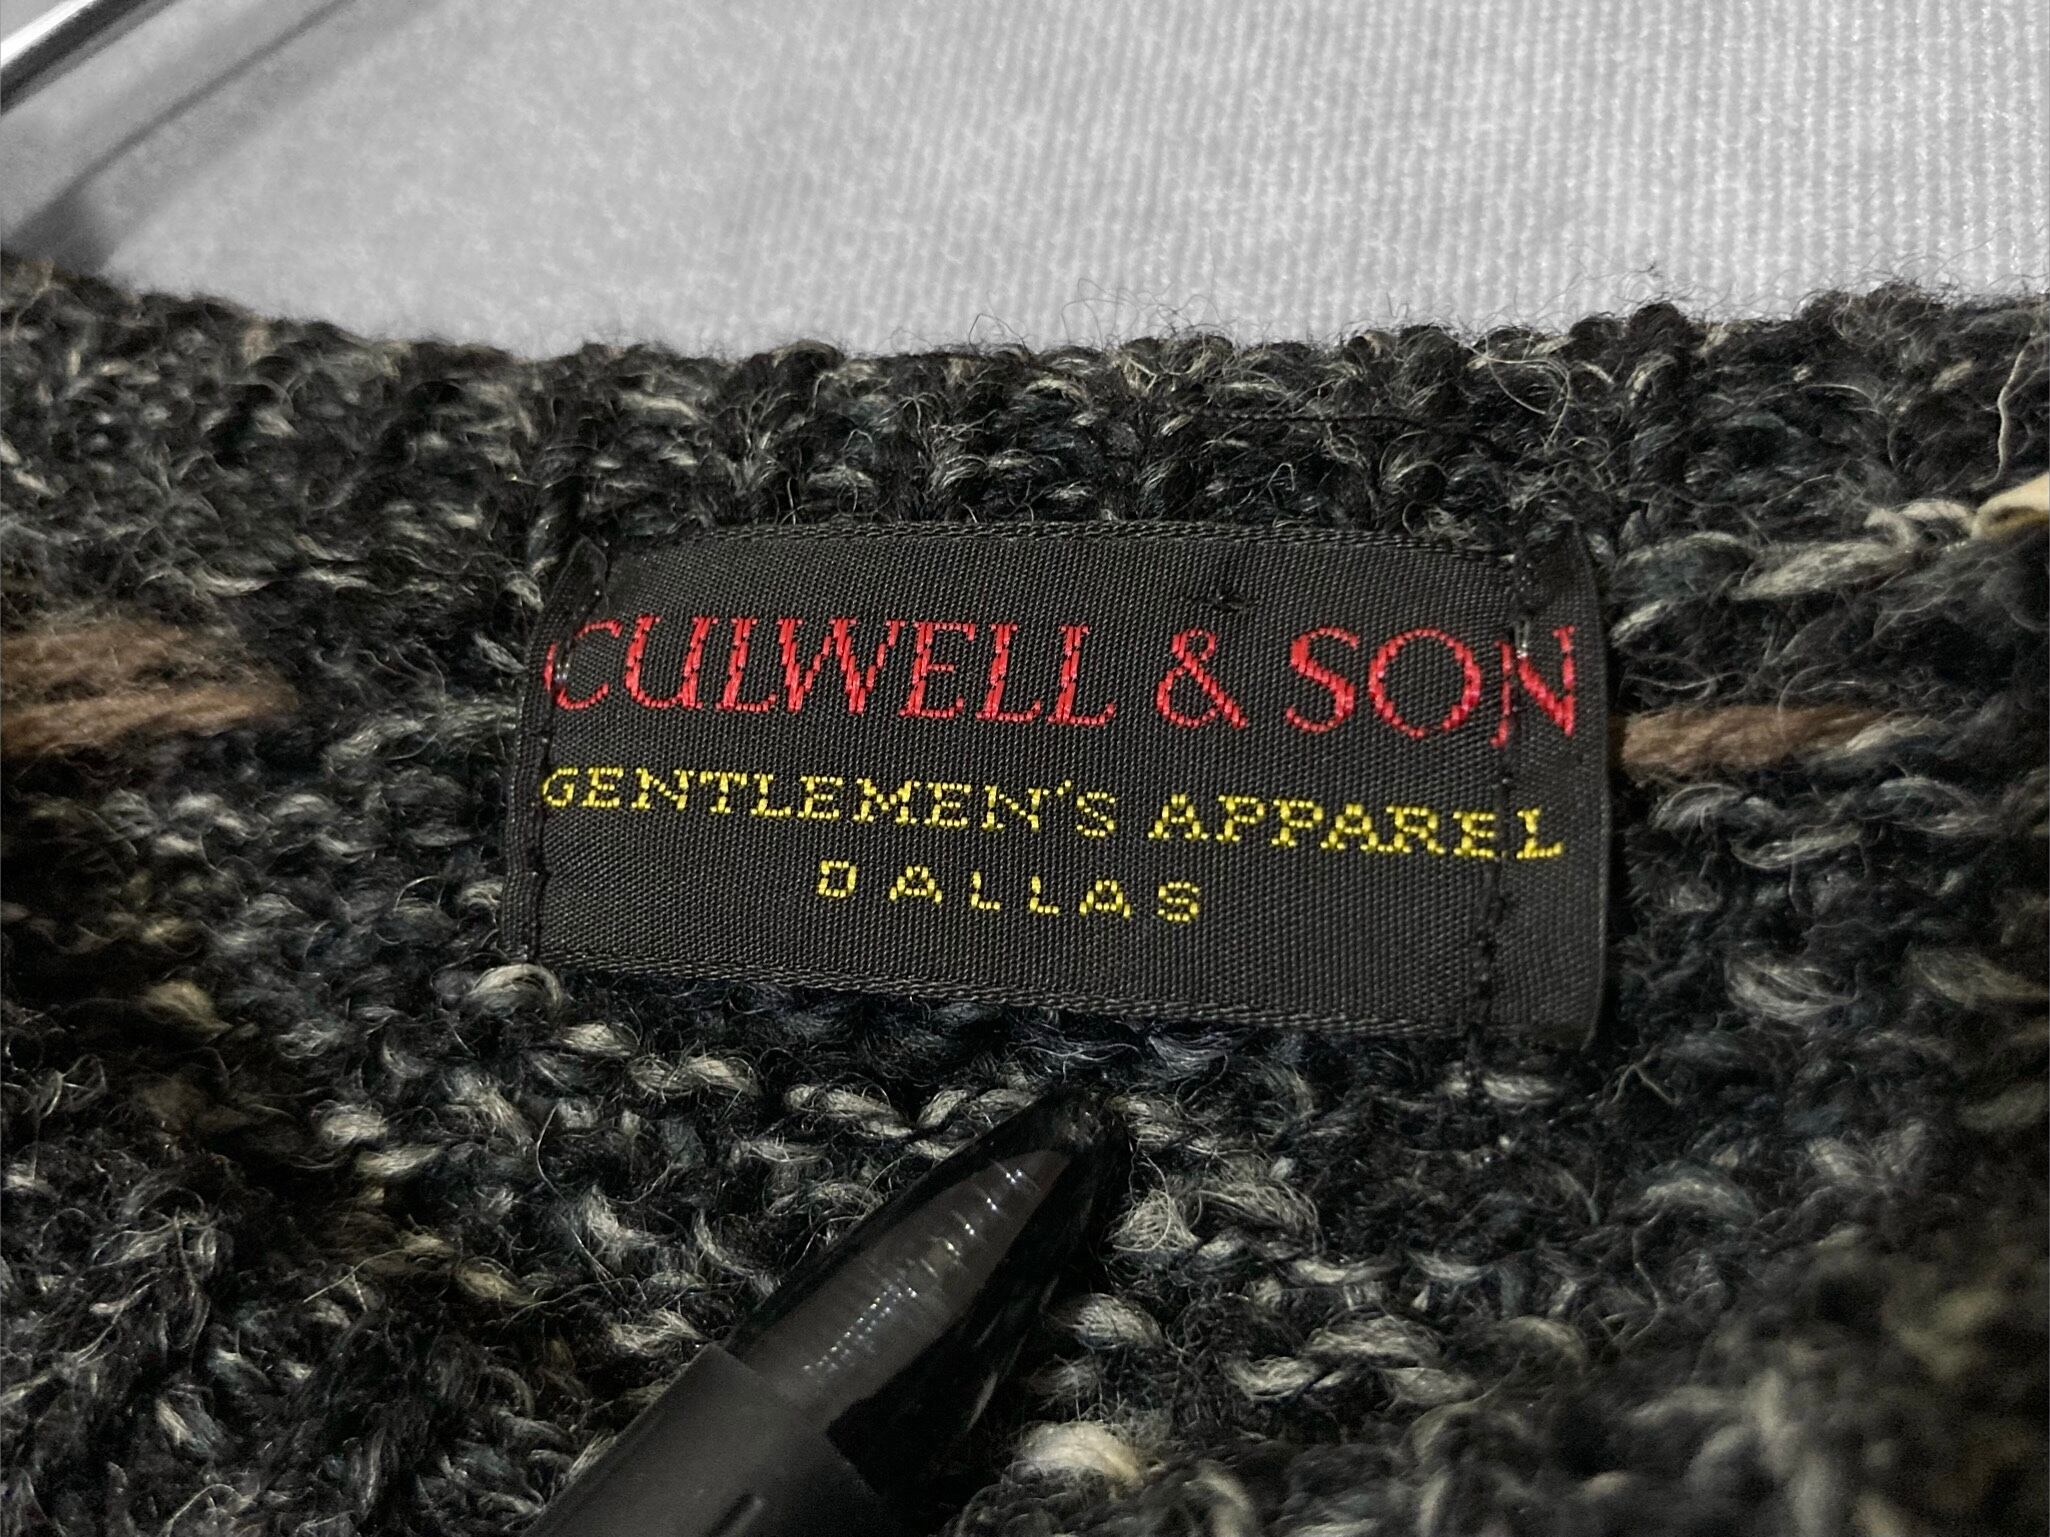 CULWELL & SON
GENTLEMEN'S APPAREL
DALLAS